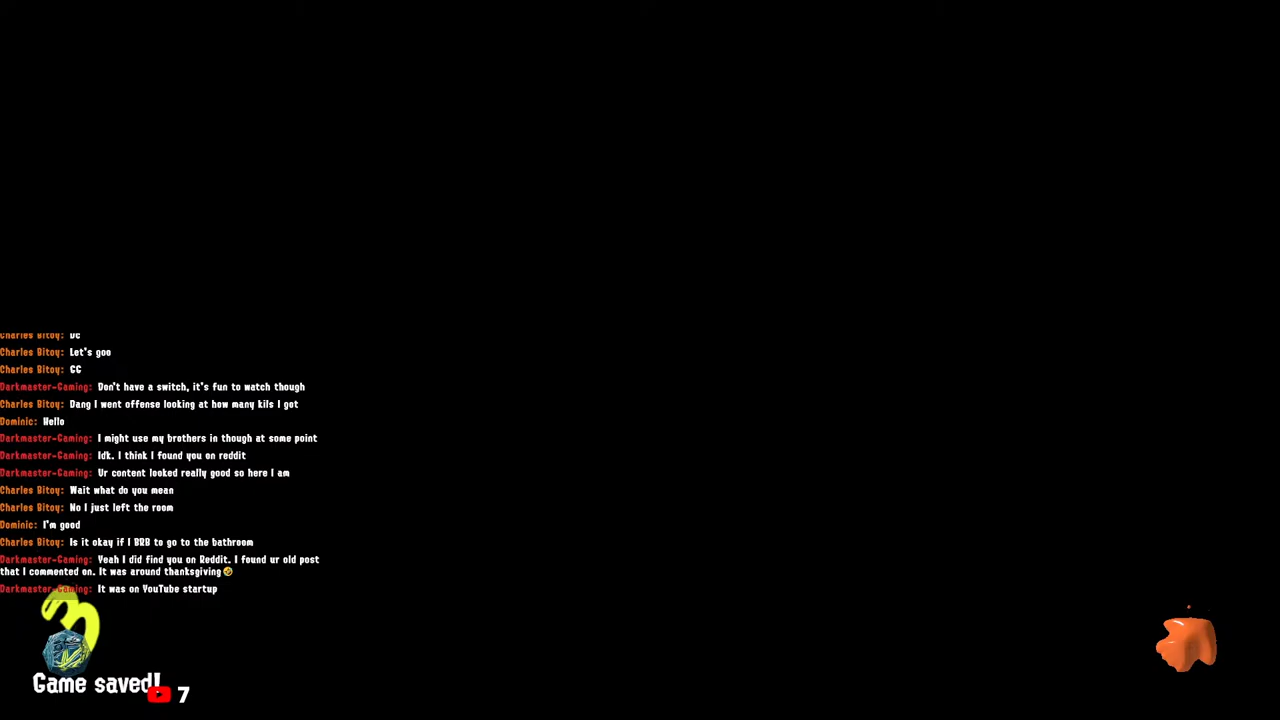 Charles Bitoy: DC
Charles Bitoy: Let's goo
Charles Bitoy: GG
Darkmaster-Gaming: Don't have a switch, it's fun to watch though
Charles Bitoy: Dang I went offense looking at how many kils I got
Dominic: Hello
Darkmaster-Gaming: I might use my brothers in though at some point
Darkmaster-Gaming: Idk. I think I found you on reddit
Darkmaster-Gaming: Ur content looked really good so here I am
Charles Bitoy: Wait what do you mean
Charles Bitoy: No I just left the room
Dominic: I'm good
Charles Bitoy: Is it okay if I BRB to go to the bathroom
Darkmaster-Gaming: Yeah I did find you on Reddit. I found ur old post
that I commented on. It was around thanksgiving🤣
Darkmaster-Gaming: It was on YouTube startup
3
Game saved!
7